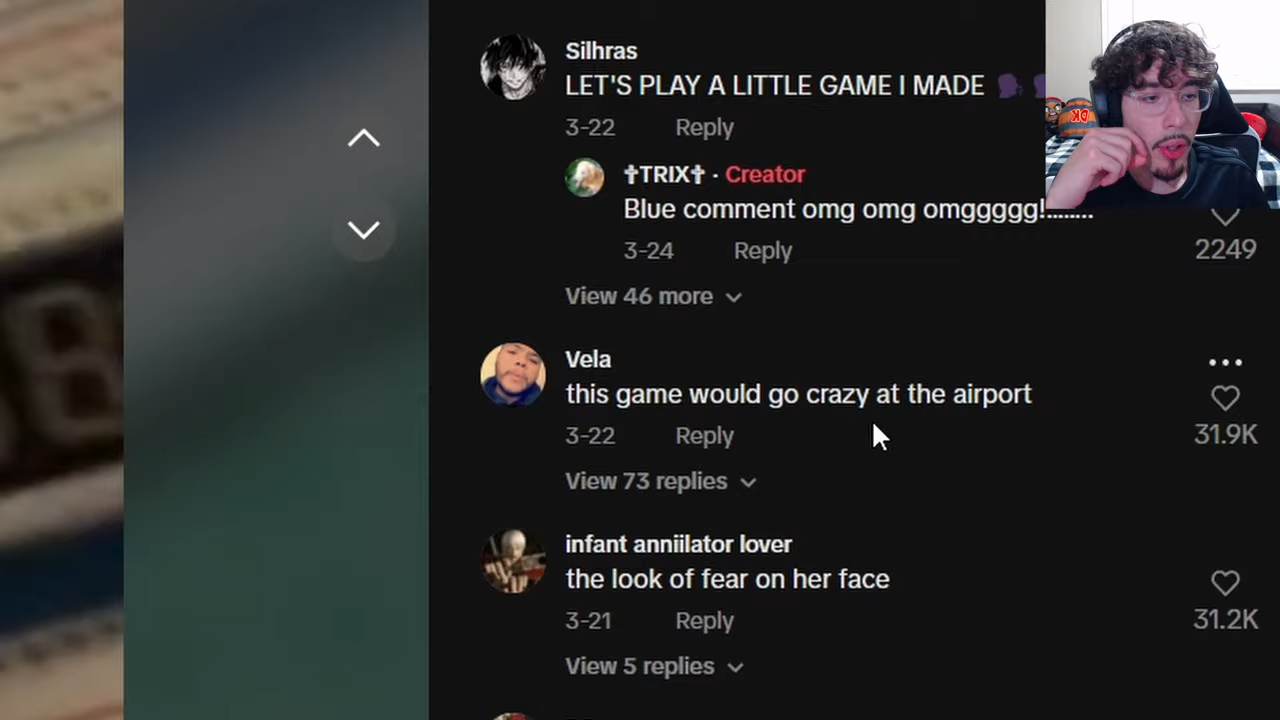 Silhras
LET'S PLAY A LITTLE GAME I MADE 🗣️🗣
3-22 Reply
✝TRIX✝ · Creator
Blue comment omg omg omggggg!........
3-24 Reply
2249
View 46 more
Vela
this game would go crazy at the airport
3-22 Reply
31.9K
View 73 replies
infant anniilator lover
the look of fear on her face
3-21 Reply
31.2K
View 5 replies
DK